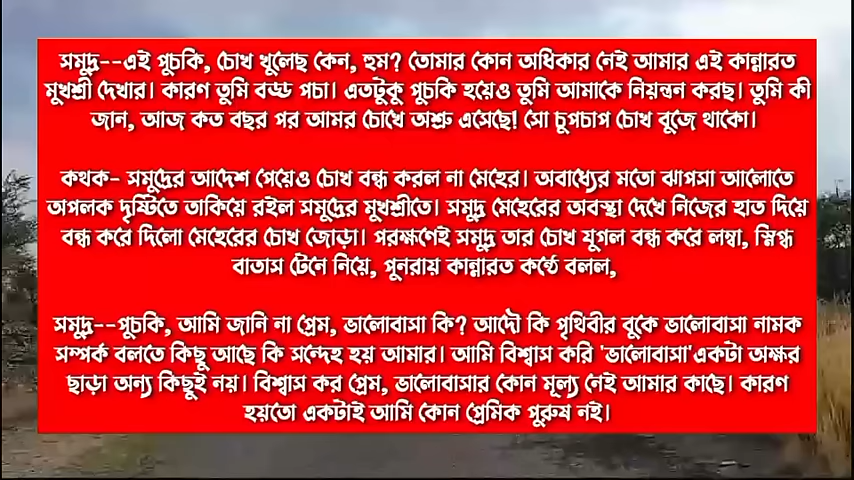 সমুদ্র--এই পুচকি, চোখ খুলেছ কেন, হুম? তোমার কোন অধিকার নেই আমার এই কান্নারত
মুখশ্রী দেখার। কারণ তুমি বড্ড পচা। এতটুকু পুচকি হয়েও তুমি আমাকে নিয়ন্ত্রন করছ। তুমি কী
জান, আজ কত বছর পর আমর চোখে অশ্রু এসেছে! সো চুপচাপ চোখ বুজে থাকো।
কথক- সমুদ্রের আদেশ পেয়েও চোখ বন্ধ করল না মেহের। অবাধ্যের মতো ঝাপসা আলোতে
অপলক দৃষ্টিতে তাকিয়ে রইল সমুদ্রের মুখশ্রীতে। সমুদ্র মেহেরের অবস্থা দেখে নিজের হাত দিয়ে
বন্ধ করে দিলো মেহেরের চোখ জোড়া। পরক্ষণেই সমুদ্র তার চোখ যুগল বন্ধ করে লম্বা, স্নিগ্ধ
বাতাস টেনে নিয়ে, পুনরায় কান্নারত কন্ঠে বলল,
সমুদ্র--পুচকি, আমি জানি না প্রেম, ভালোবাসা কি? আদৌ কি পৃথিবীর বুকে ভালোবাসা নামক
সম্পর্ক বলতে কিছু আছে কি সন্দেহ হয় আমার। আমি বিশ্বাস করি 'ভালোবাসা'একটা অক্ষর
ছাড়া অন্য কিছুই নয়। বিশ্বাস কর প্রেম, ভালোবাসার কোন মূল্য নেই আমার কাছে। কারণ
হয়তো একটাই আমি কোন প্রেমিক পুরুষ নই।